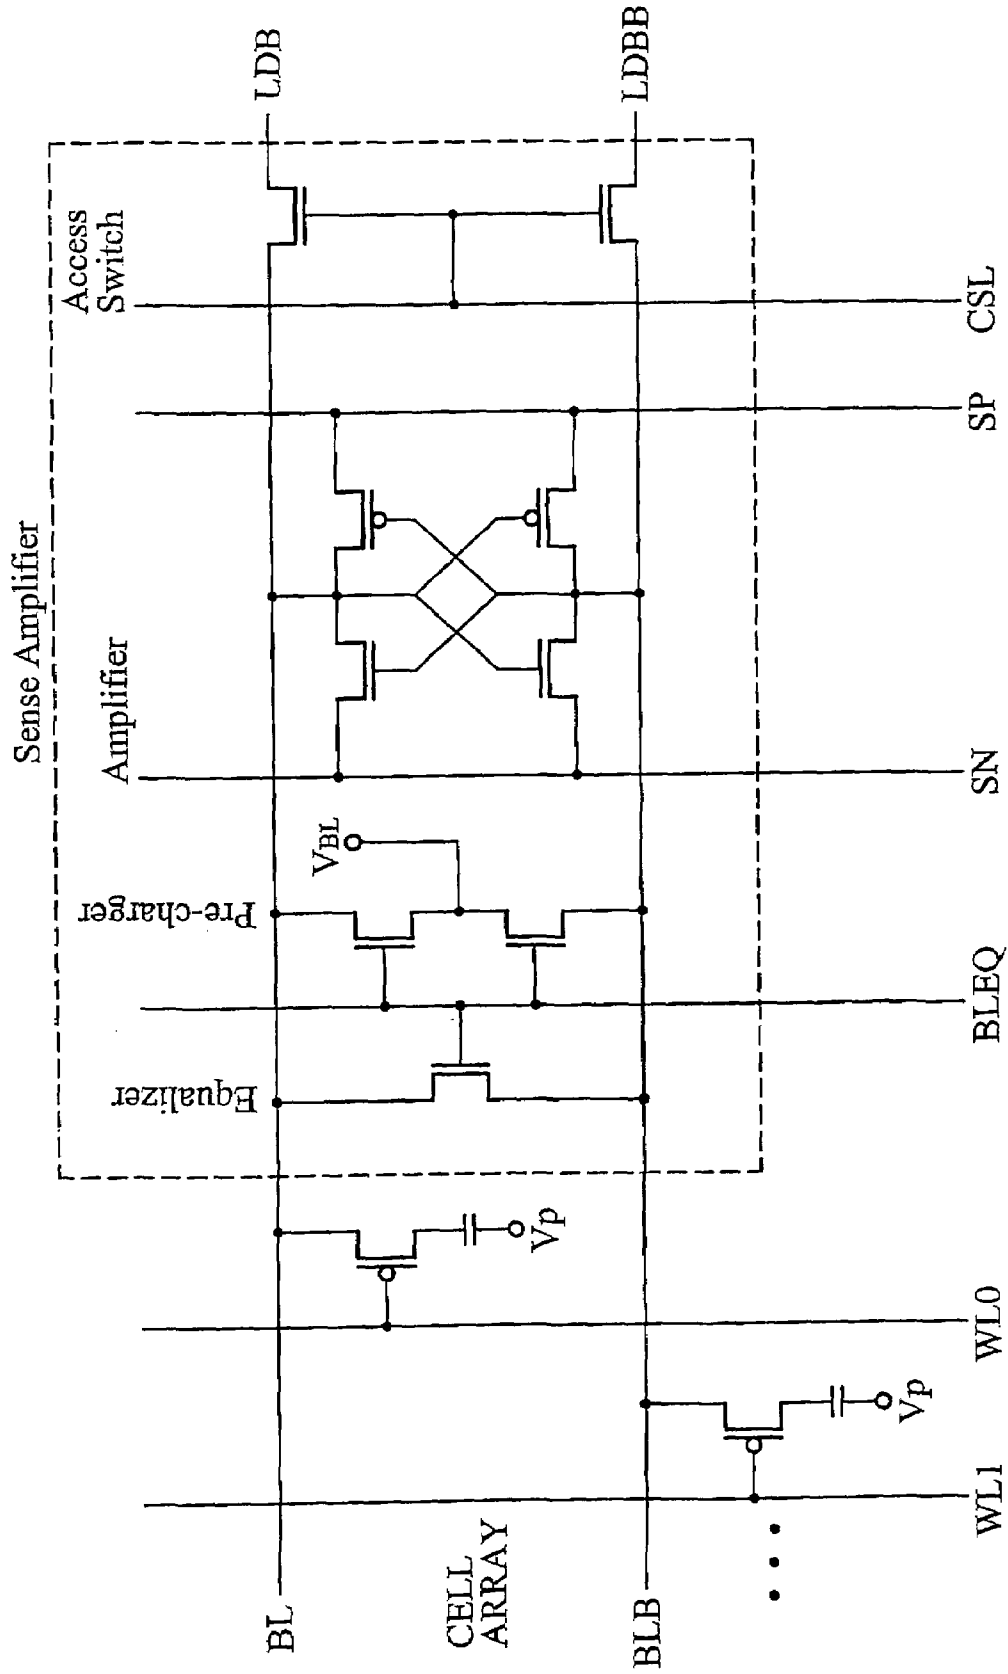 Sense Amplifier
Equalizer
Pre-charger
Amplifier
Access
Switch
VBL
BL
LDB
CELL
ARRAY
Vp
BLB
LDBB
Vp
WL1
WL0
BLEQ
SN
SP
CSL